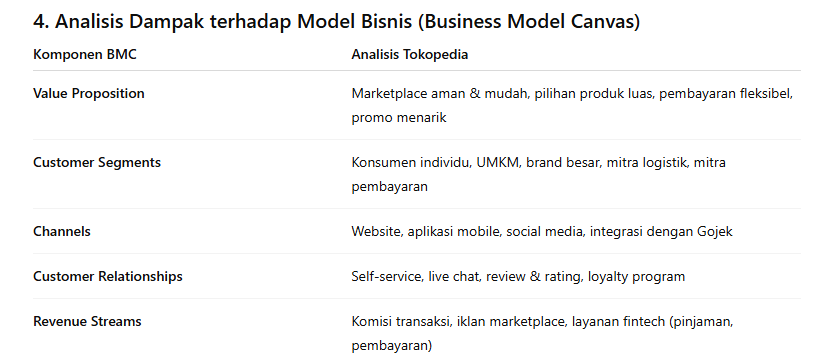 4. Analisis Dampak terhadap Model Bisnis (Business Model Canvas)
Komponen BMC Analisis Tokopedia
Value Proposition Marketplace aman & mudah, pilihan produk luas, pembayaran fleksibel,
promo menarik
Customer Segments Konsumen individu, UMKM, brand besar, mitra logistik, mitra
pembayaran
Channels Website, aplikasi mobile, social media, integrasi dengan Gojek
Customer Relationships Self-service, live chat, review & rating, loyalty program
Revenue Streams Komisi transaksi, iklan marketplace, layanan fintech (pinjaman,
pembayaran)